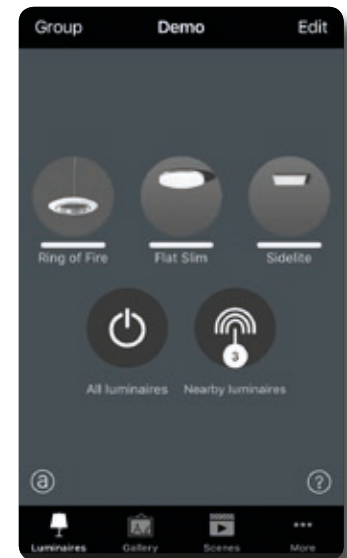 Group Demo Edit
Ring of Fire Flat Slim Sidelite
3
All luminaires Nearby luminaires
a ?
Luminaires Gallery Scenes More